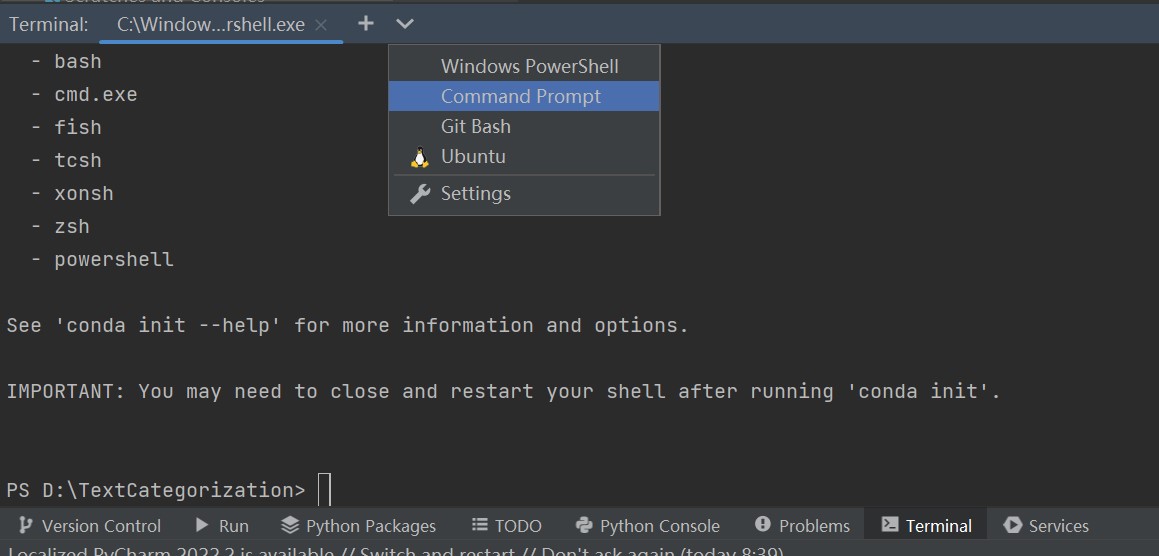 Scratches and Consoles
Terminal: C:\Window...rshell.exe
Windows PowerShell
Command Prompt
Git Bash
Ubuntu
Settings
- bash
- cmd.exe
- fish
- tcsh
- xonsh
- zsh
- powershell
See 'conda init --help' for more information and options.
IMPORTANT: You may need to close and restart your shell after running 'conda init'.
PS D:\TextCategorization>
Version Control Run Python Packages TODO Python Console Problems Terminal Services
Localized PyCharm 2022.2 is available // Switch and restart // Don't ask again (today 8:39)